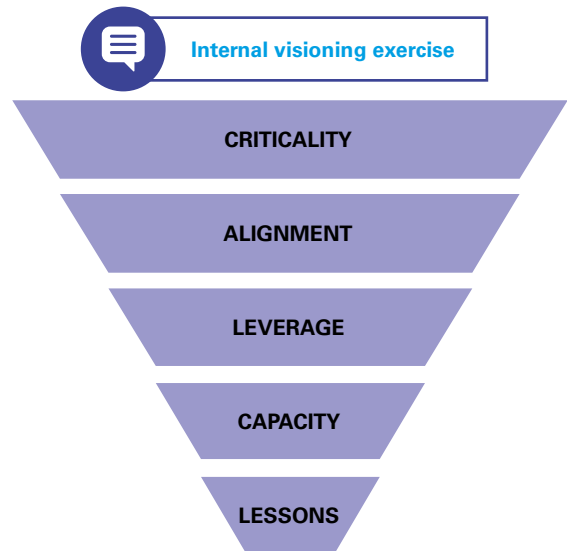 Internal visioning exercise
CRITICALITY
ALIGNMENT
LEVERAGE
CAPACITY
LESSONS